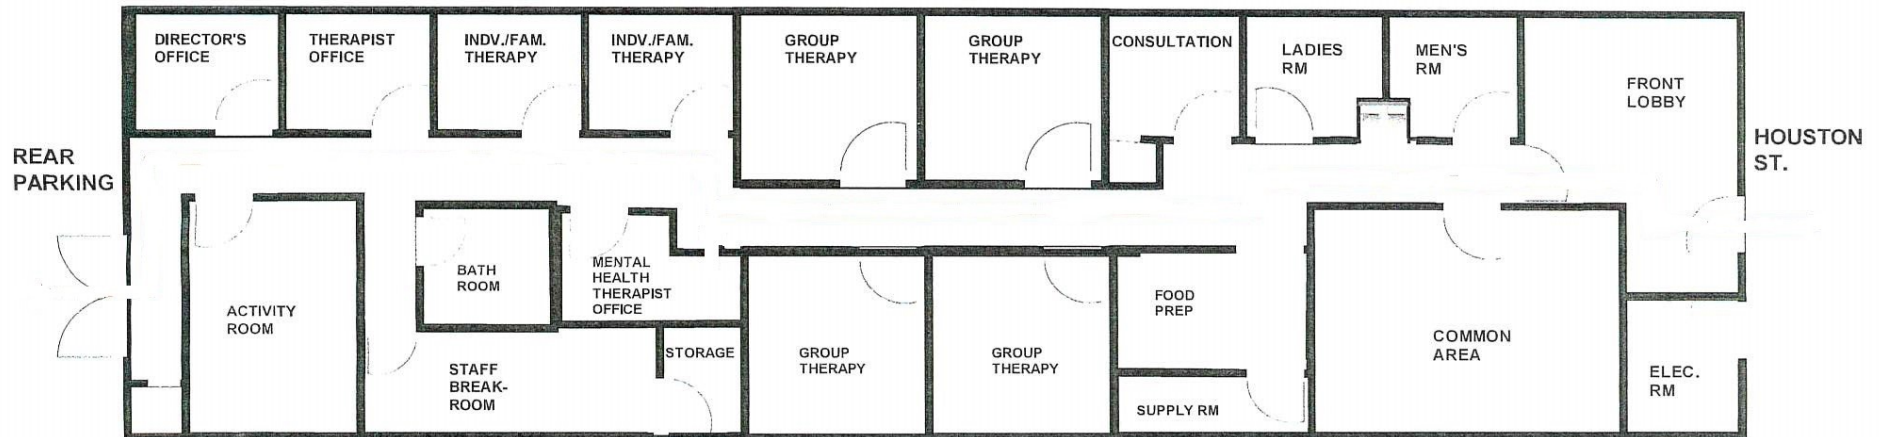 DIRECTOR'S
OFFICE
THERAPIST
OFFICE
INDV./FAM.
THERAPY
INDV./FAM.
THERAPY
GROUP
THERAPY
GROUP
THERAPY
CONSULTATION
LADIES
RM
MEN'S
RM
FRONT
LOBBY
REAR
PARKING
HOUSTON
ST.
ACTIVITY
ROOM
BATH
ROOM
MENTAL
HEALTH
THERAPIST
OFFICE
STAFF
BREAK-
ROOM
STORAGE
GROUP
THERAPY
GROUP
THERAPY
FOOD
PREP
SUPPLY RM
COMMON
AREA
ELEC.
RM